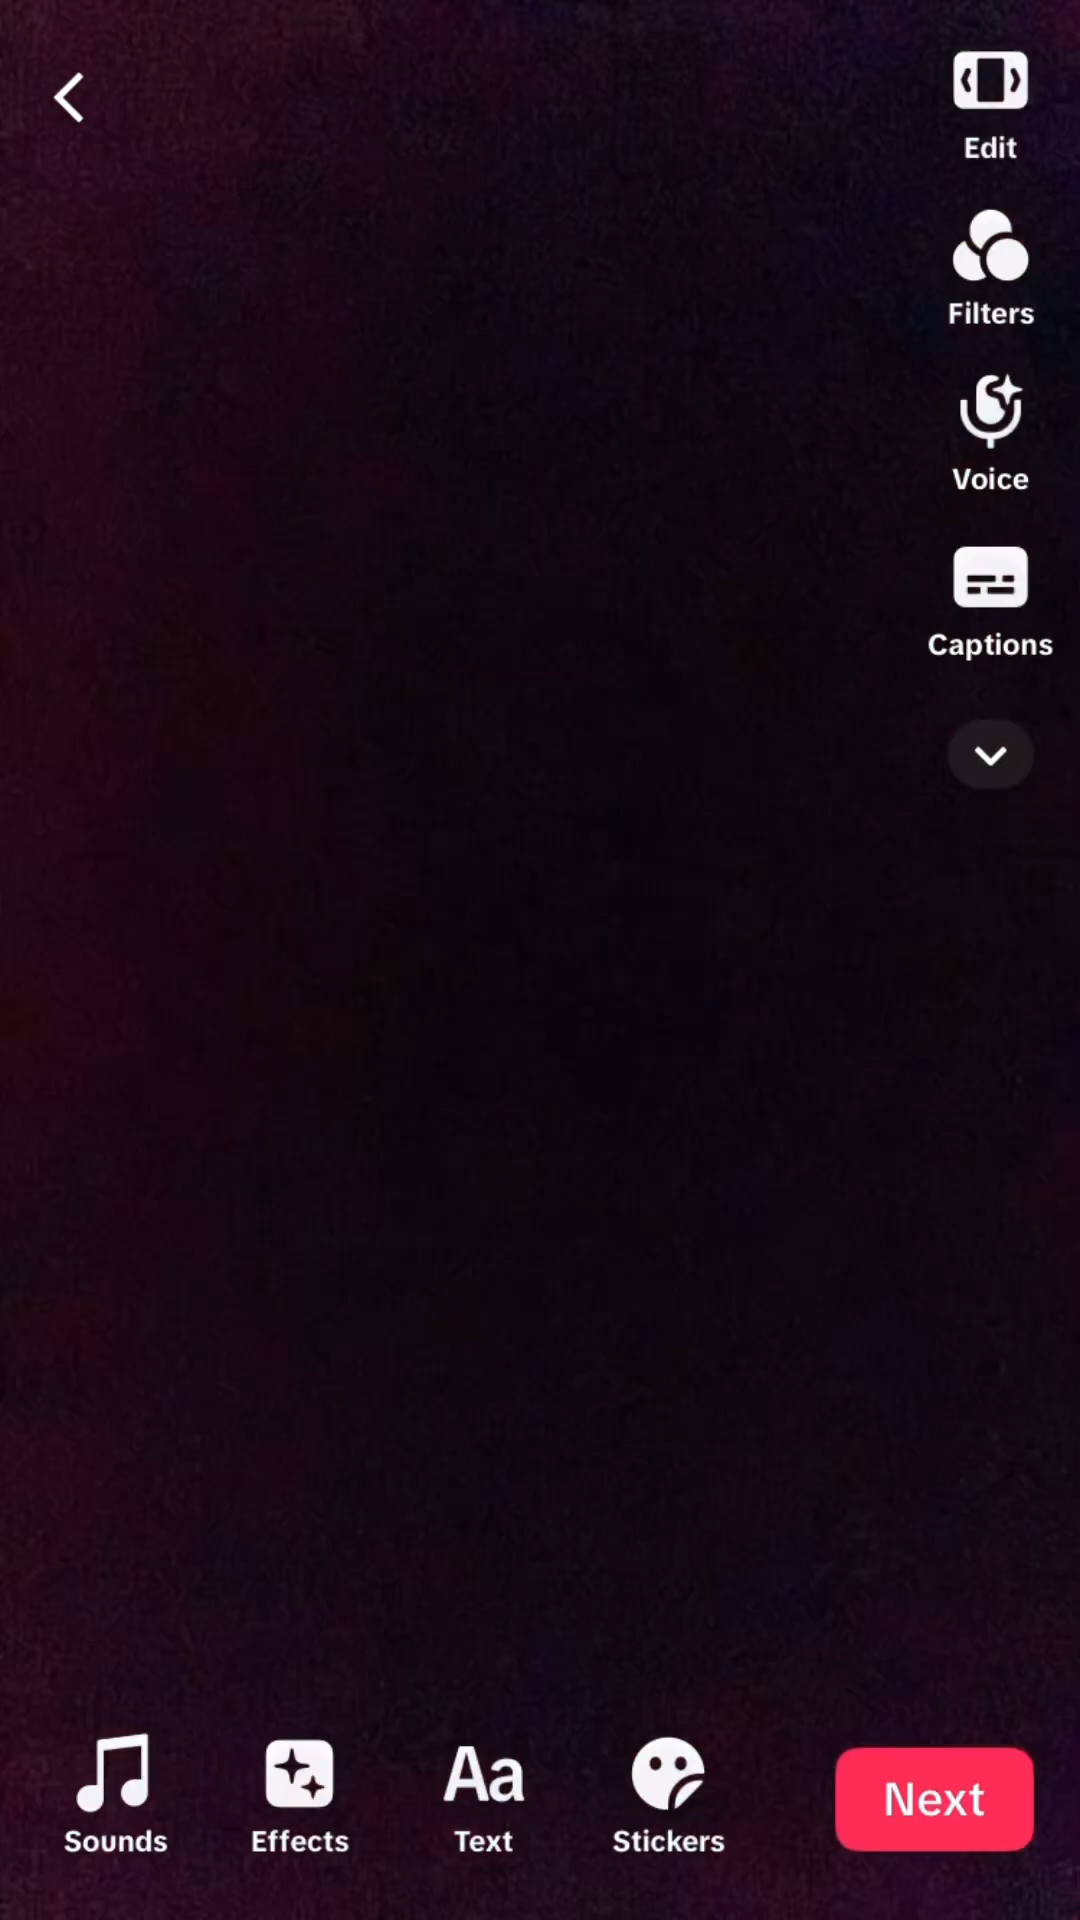 Edit
Filters
Voice
Captions
Sounds
Effects
Aa
Text
Stickers
Next